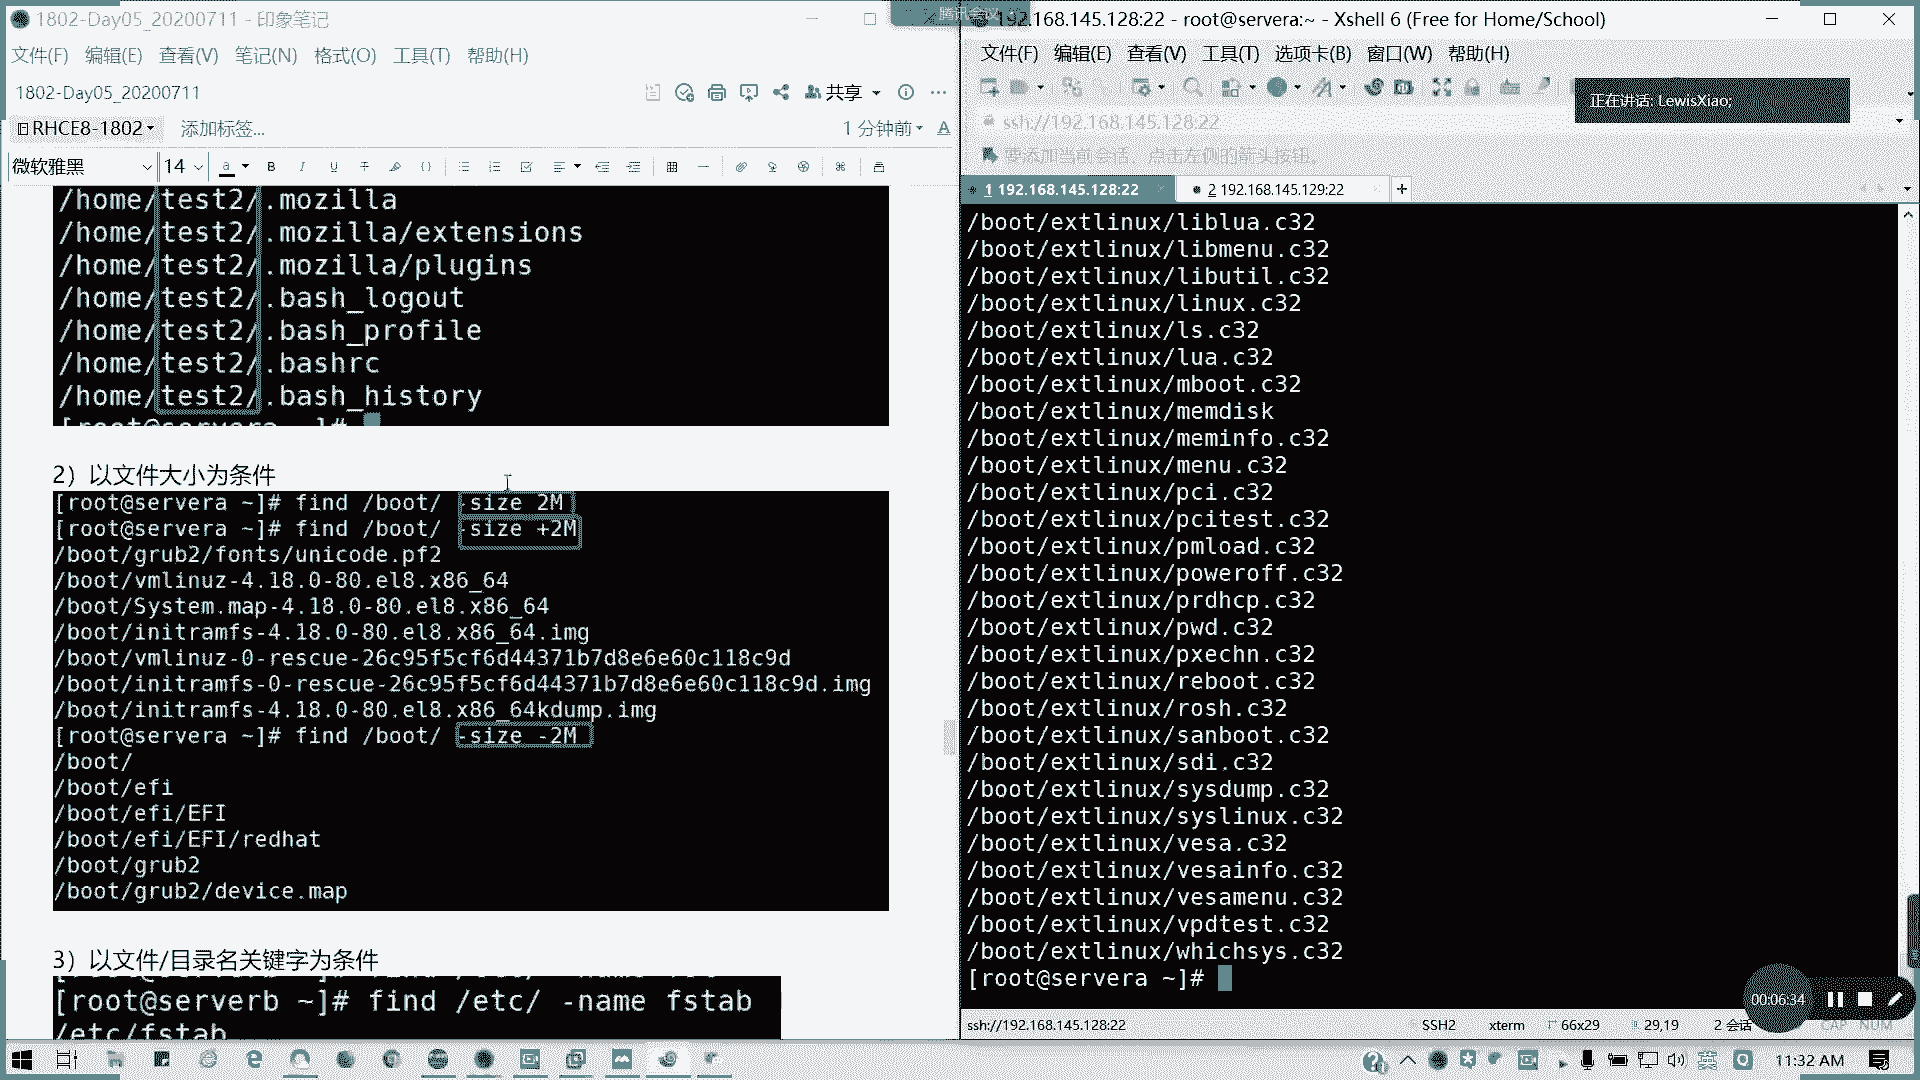 1802-Day05_20200711 - 印象笔记
文件(F) 编辑(E) 查看(V) 笔记(N) 格式(O) 工具(T) 帮助(H)
1802-Day05_20200711
共享
RHCE8-1802 添加标签...
1 分钟前
微软雅黑 14
/home/test2/.mozilla
/home/test2/.mozilla/extensions
/home/test2/.mozilla/plugins
/home/test2/.bash_logout
/home/test2/.bash_profile
/home/test2/.bashrc
/home/test2/.bash_history
[root@servera ~]#
2）以文件大小为条件
[root@servera ~]# find /boot/ -size 2M
[root@servera ~]# find /boot/ -size +2M
/boot/grub2/fonts/unicode.pf2
/boot/vmlinuz-4.18.0-80.el8.x86_64
/boot/System.map-4.18.0-80.el8.x86_64
/boot/initramfs-4.18.0-80.el8.x86_64.img
/boot/vmlinuz-0-rescue-26c95f5cf6d44371b7d8e6e60c118c9d
/boot/initramfs-0-rescue-26c95f5cf6d44371b7d8e6e60c118c9d.img
/boot/initramfs-4.18.0-80.el8.x86_64kdump.img
[root@servera ~]# find /boot/ -size -2M
/boot/
/boot/efi
/boot/efi/EFI
/boot/efi/EFI/redhat
/boot/grub2
/boot/grub2/device.map
3）以文件/目录名关键字为条件
[root@serverb ~]# find /etc/ -name fstab
/etc/fstab
腾讯会议
192.168.145.128:22 - root@servera:~ - Xshell 6 (Free for Home/School)
文件(F) 编辑(E) 查看(V) 工具(T) 选项卡(B) 窗口(W) 帮助(H)
正在讲话: LewisXiao;
ssh://192.168.145.128:22
要添加当前会话，点击左侧的箭头按钮。
1 192.168.145.128:22
2 192.168.145.129:22
/boot/extlinux/liblua.c32
/boot/extlinux/libmenu.c32
/boot/extlinux/libutil.c32
/boot/extlinux/linux.c32
/boot/extlinux/ls.c32
/boot/extlinux/lua.c32
/boot/extlinux/mboot.c32
/boot/extlinux/memdisk
/boot/extlinux/meminfo.c32
/boot/extlinux/menu.c32
/boot/extlinux/pci.c32
/boot/extlinux/pcitest.c32
/boot/extlinux/pmload.c32
/boot/extlinux/poweroff.c32
/boot/extlinux/prdhcp.c32
/boot/extlinux/pwd.c32
/boot/extlinux/pxechn.c32
/boot/extlinux/reboot.c32
/boot/extlinux/rosh.c32
/boot/extlinux/sanboot.c32
/boot/extlinux/sdi.c32
/boot/extlinux/sysdump.c32
/boot/extlinux/syslinux.c32
/boot/extlinux/vesa.c32
/boot/extlinux/vesainfo.c32
/boot/extlinux/vesamenu.c32
/boot/extlinux/vpdtest.c32
/boot/extlinux/whichsys.c32
[root@servera ~]#
00:06:34
ssh://192.168.145.128:22 SSH2 xterm 66x29 29,19 2 会话 CAP NUM
英 11:32 AM